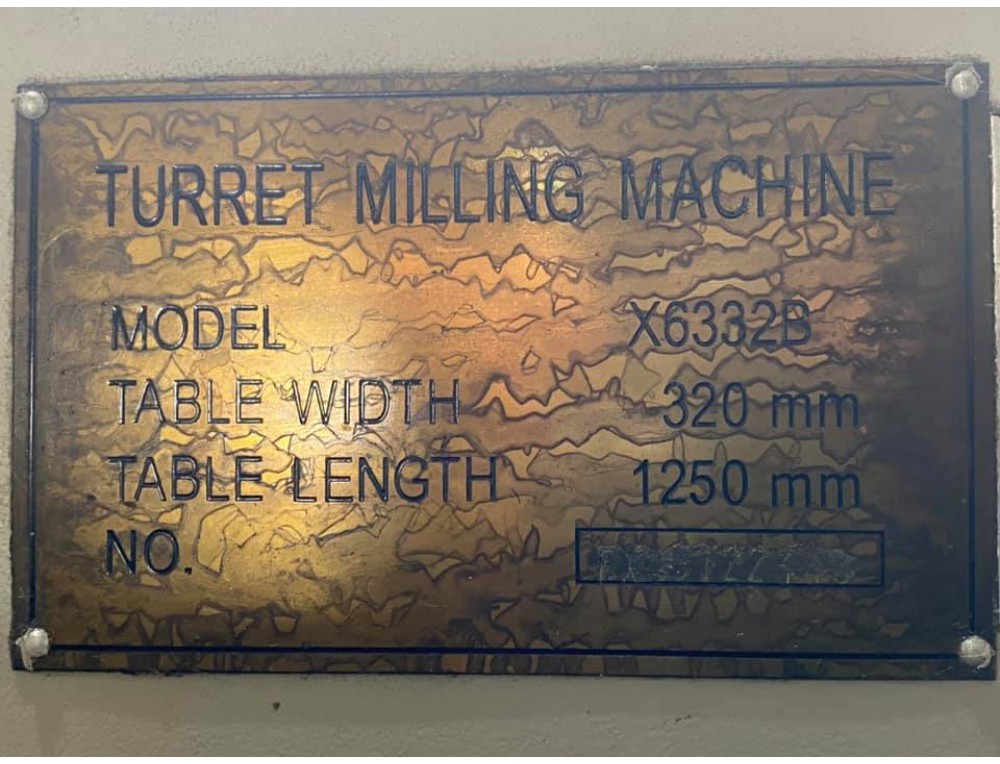 TURRET MILLING MACHINE
MODEL X6332B
TABLE WIDTH 320 mm
TABLE LENGTH 1250 mm
NO.